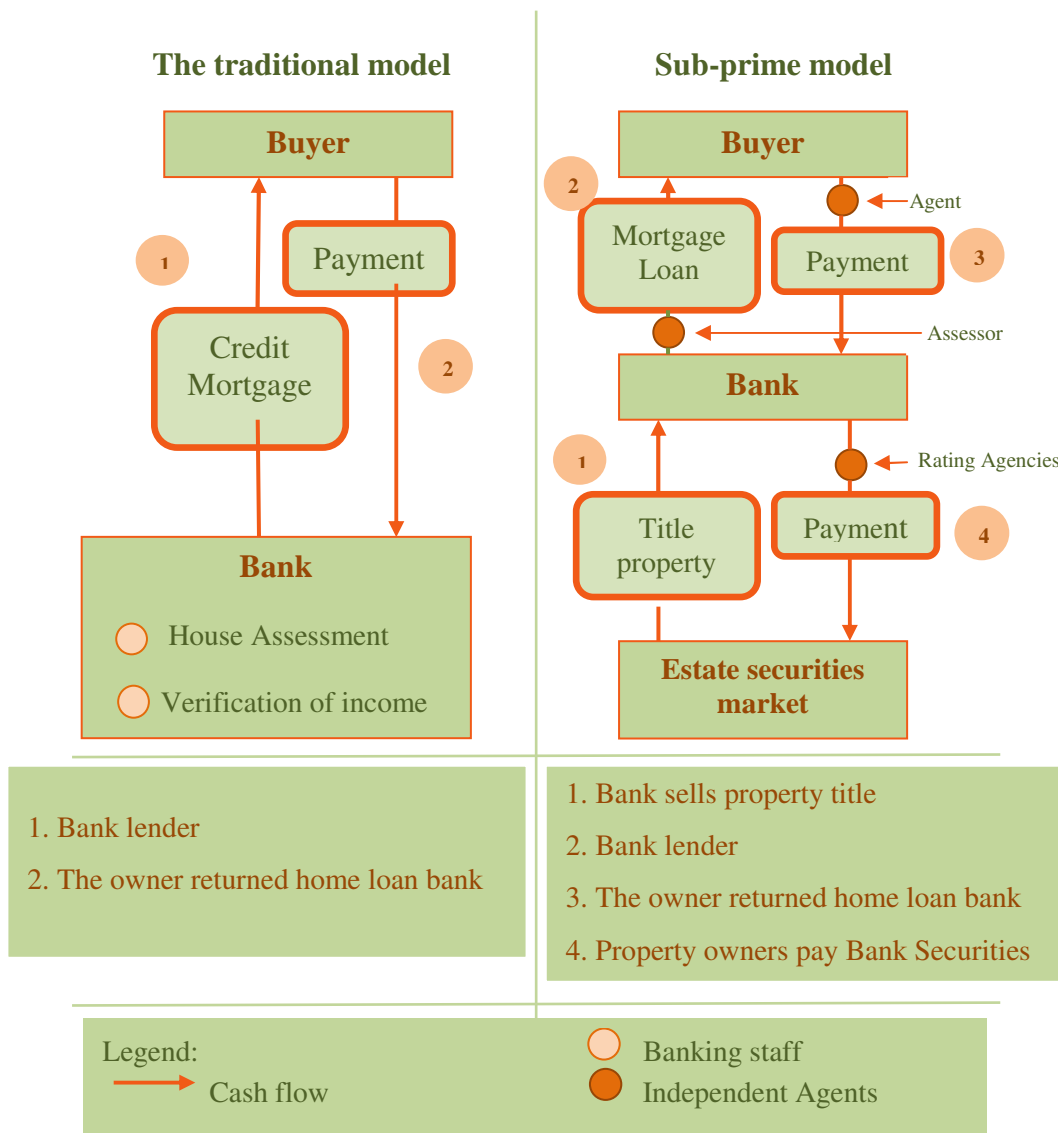 The traditional model
Buyer
1
Payment
Credit
Mortgage
2
Bank
House Assessment
Verification of income
Sub-prime model
Buyer
2
Agent
Mortgage
Loan
Payment
3
Assessor
Bank
1
Rating Agencies
Title
property
Payment
4
Estate securities
market
1. Bank lender
2. The owner returned home loan bank
1. Bank sells property title
2. Bank lender
3. The owner returned home loan bank
4. Property owners pay Bank Securities
Legend:
Cash flow
Banking staff
Independent Agents